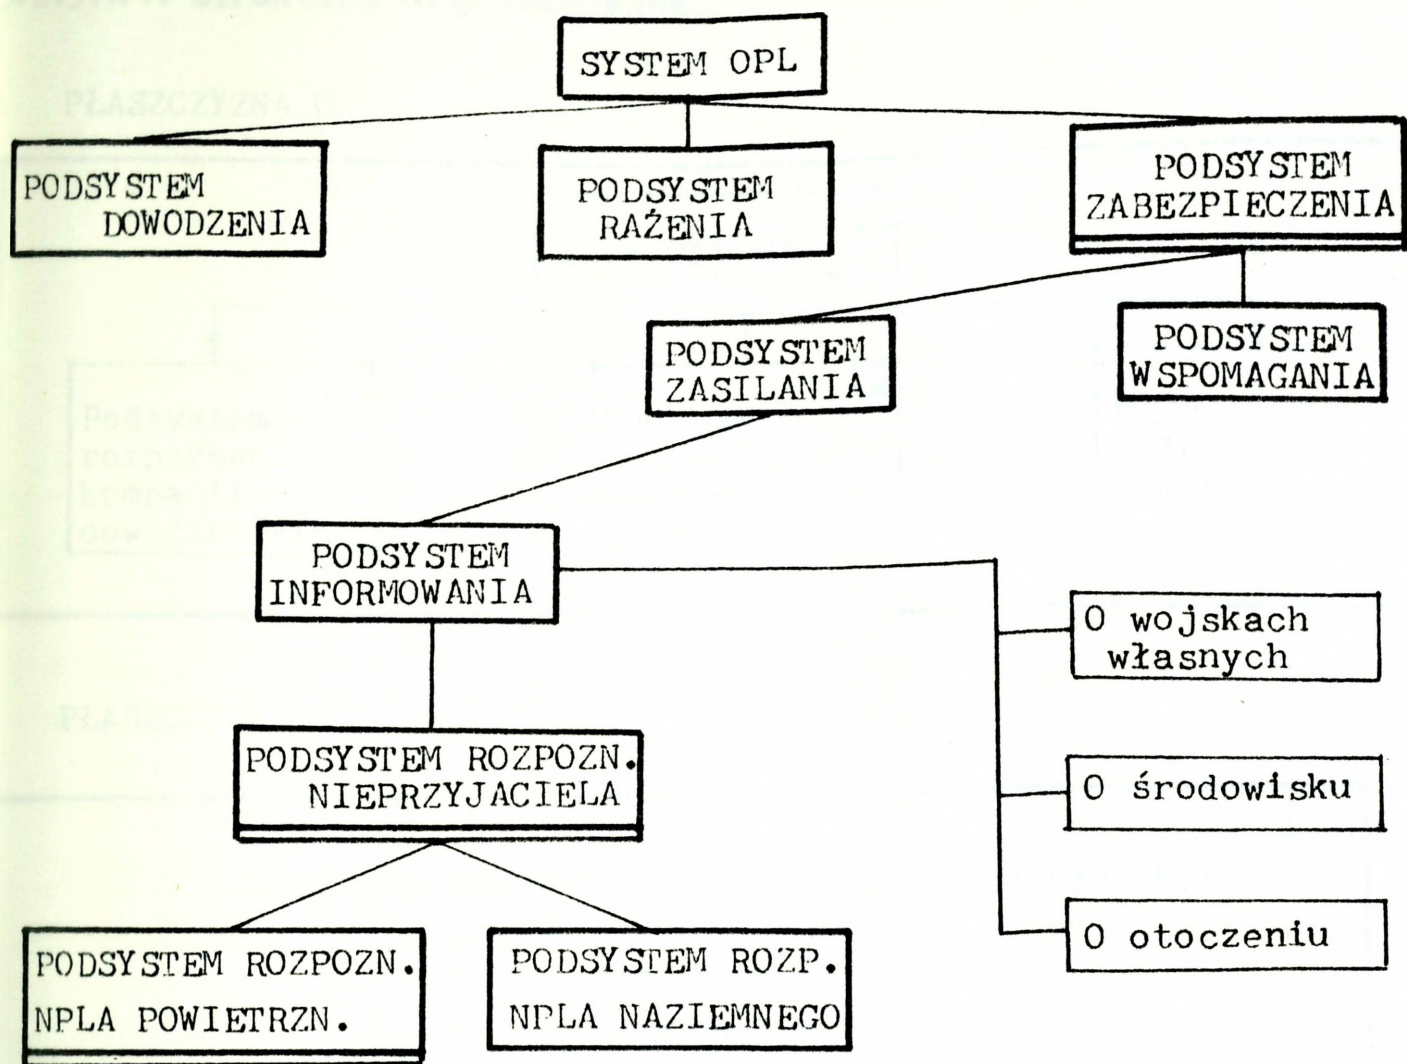 SYSTEM OPL
PODSYSTEM
DOWODZENIA
PODSYSTEM
RAŻENIA
PODSYSTEM
ZABEZPIECZENIA
PODSYSTEM
ZASILANIA
PODSYSTEM
WSPOMAGANIA
PODSYSTEM
INFORMOWANIA
O wojskach
własnych
PODSYSTEM ROZPOZN.
NIEPRZYJACIELA
O środowisku
O otoczeniu
PODSYSTEM ROZPOZN.
NPLA POWIETRZN.
PODSYSTEM ROZP.
NPLA NAZIEMNEGO